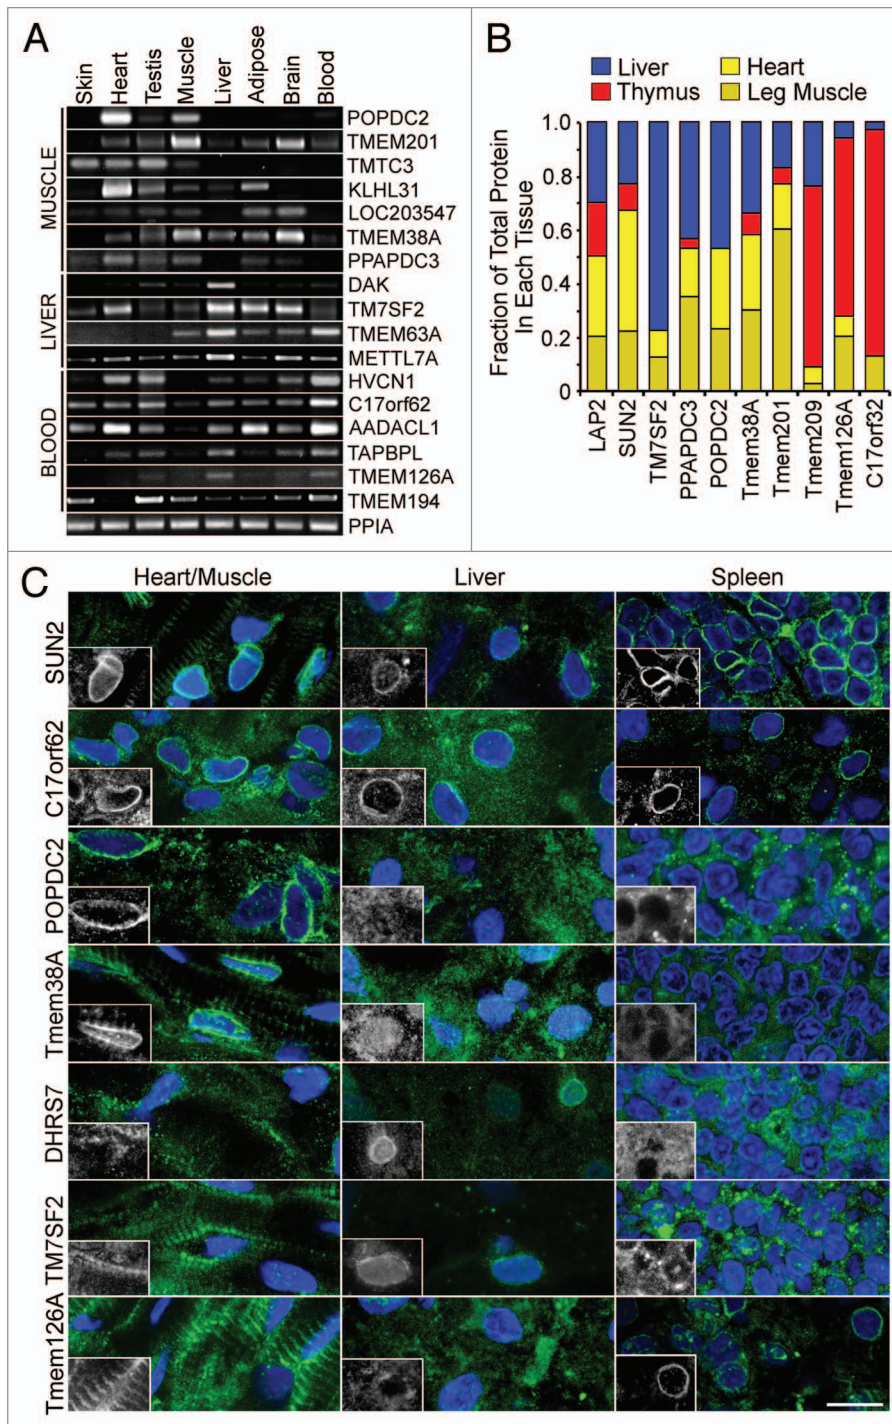 A
Skin
Heart
Testis
Muscle
Liver
Adipose
Brain
Blood
MUSCLE
POPDC2
TMEM201
TMTC3
KLHL31
LOC203547
TMEM38A
PPAPDC3
LIVER
DAK
TM7SF2
TMEM63A
METTL7A
BLOOD
HVCN1
C17orf62
AADACL1
TAPBPL
TMEM126A
TMEM194
PPIA
B
Liver Heart
Thymus Leg Muscle
Fraction of Total Protein
In Each Tissue
1.0
0.8
0.6
0.4
0.2
0
LAP2
SUN2
TM7SF2
PPAPDC3
POPDC2
Tmem38A
Tmem201
Tmem209
Tmem126A
C17orf32
C
Heart/Muscle Liver Spleen
SUN2
C17orf62
POPDC2
Tmem38A
DHRS7
TM7SF2
Tmem126A